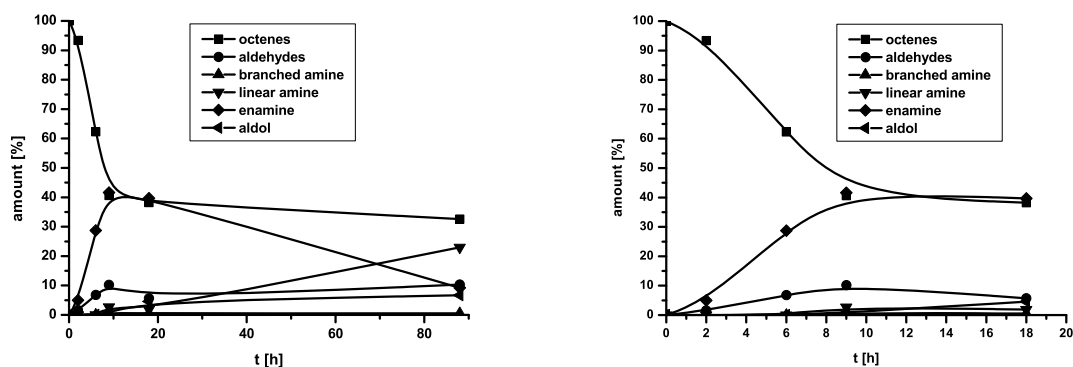 100
90
80
70
60
50
40
30
20
10
0
amount [%]
octenes
aldehydes
branched amine
linear amine
enamine
aldol
0 20 40 60 80
t [h]
100
90
80
70
60
50
40
30
20
10
0
amount [%]
octenes
aldehydes
branched amine
linear amine
enamine
aldol
0 2 4 6 8 10 12 14 16 18 20
t [h]